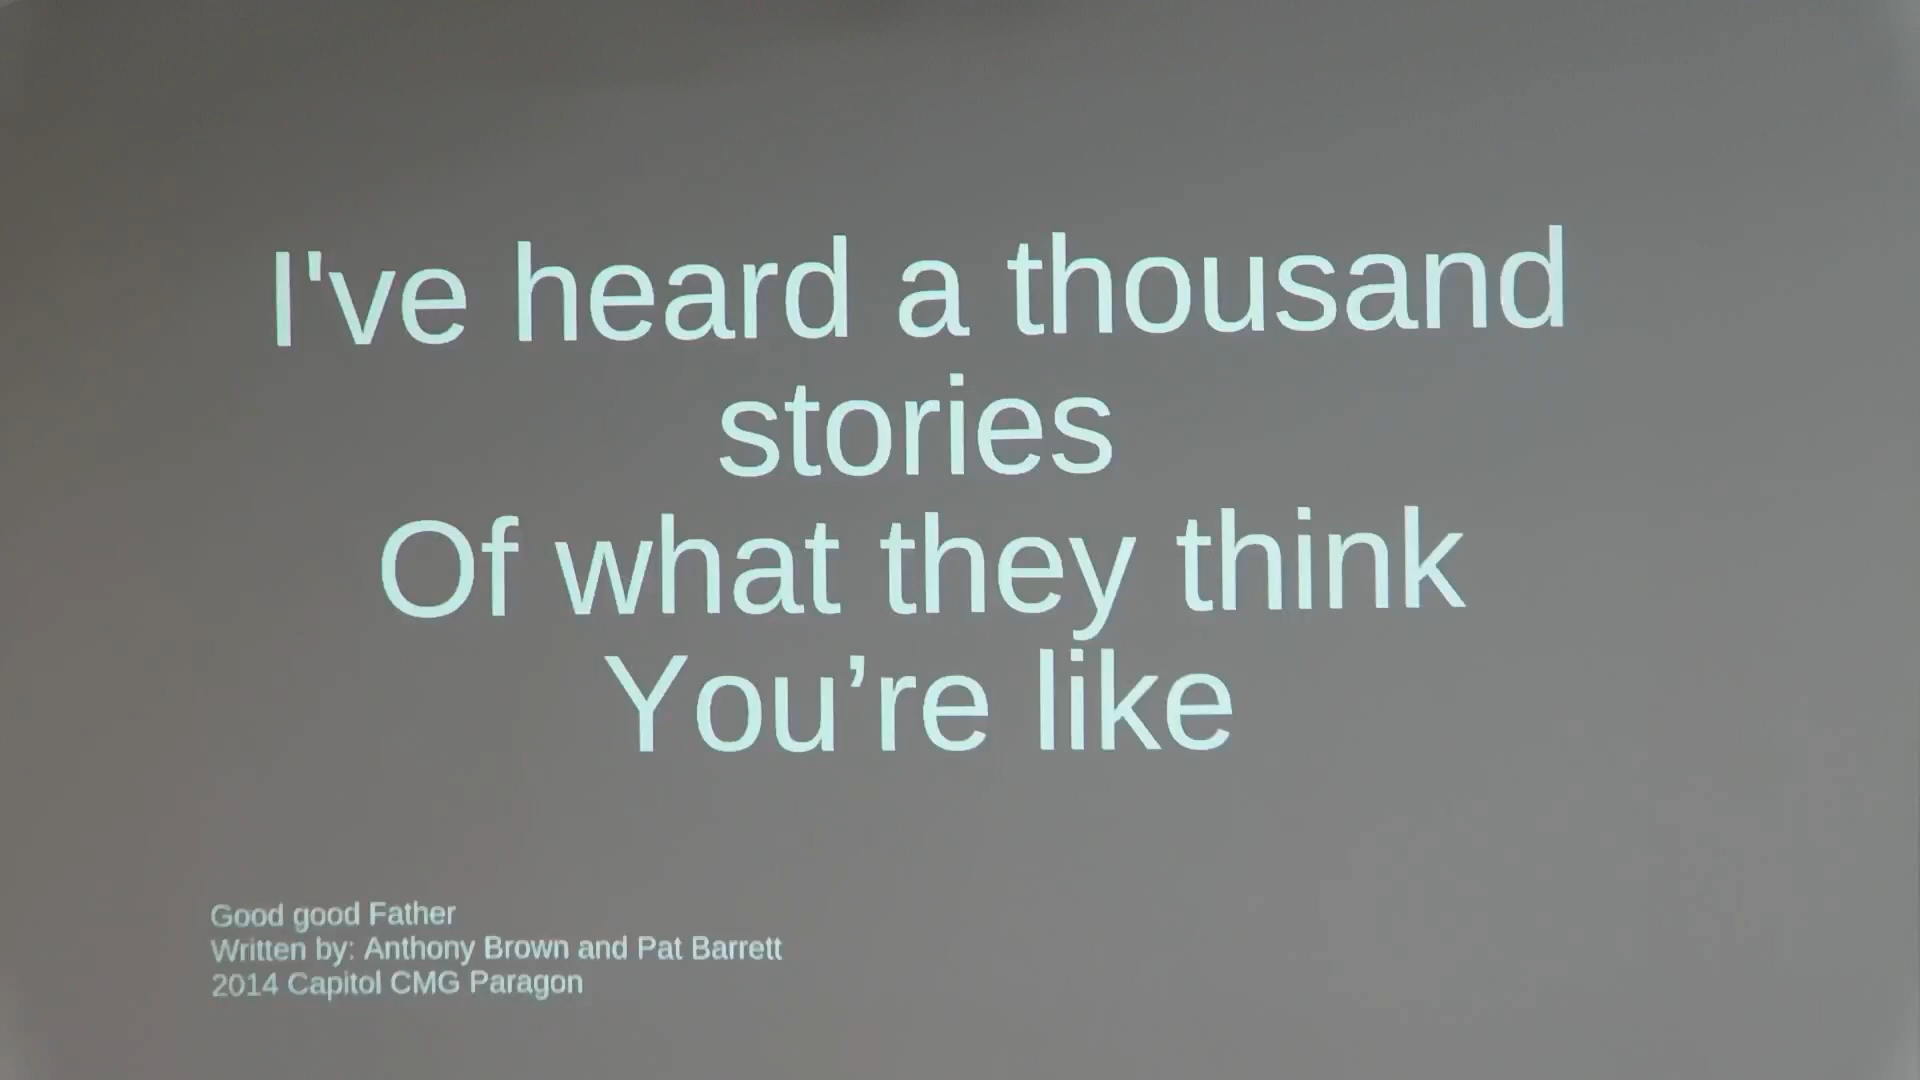 I've heard a thousand
stories
Of what they think
You’re like
Good good Father
Written by: Anthony Brown and Pat Barrett
2014 Capitol CMG Paragon